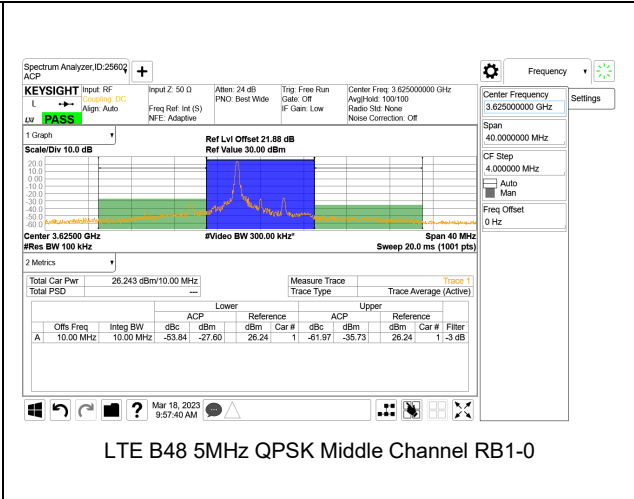 Spectrum Analyzer,ID:25602
ACP
Frequency
KEYSIGHT
L
LXI
PASS
Input: RF
Coupling: DC
Align: Auto
Input Z: 50 Ω
Freq Ref: Int (S)
NFE: Adaptive
Atten: 24 dB
PNO: Best Wide
Trig: Free Run
Gate: Off
IF Gain: Low
Center Freq: 3.625000000 GHz
Avg|Hold: 100/100
Radio Std: None
Noise Correction: Off
Center Frequency
3.625000000 GHz
Settings
Span
40.0000000 MHz
CF Step
4.000000 MHz
Auto
Man
Freq Offset
0 Hz
1 Graph
Scale/Div 10.0 dB
Ref Lvl Offset 21.88 dB
Ref Value 30.00 dBm
20.0
10.0
0.00
-10.0
-20.0
-30.0
-40.0
-50.0
-60.0
Center 3.62500 GHz
#Video BW 300.00 kHz*
Span 40 MHz
#Res BW 100 kHz
Sweep 20.0 ms (1001 pts)
2 Metrics
Total Car Pwr 26.243 dBm/10.00 MHz Measure Trace Trace 1
Total PSD --- Trace Type Trace Average (Active)
Lower Upper
ACP Reference ACP Reference
Offs Freq Integ BW dBc dBm dBm Car # dBc dBm dBm Car # Filter
A 10.00 MHz 10.00 MHz -53.84 -27.60 26.24 1 -61.97 -35.73 26.24 1 -3 dB
Mar 18, 2023
9:57:40 AM
LTE B48 5MHz QPSK Middle Channel RB1-0